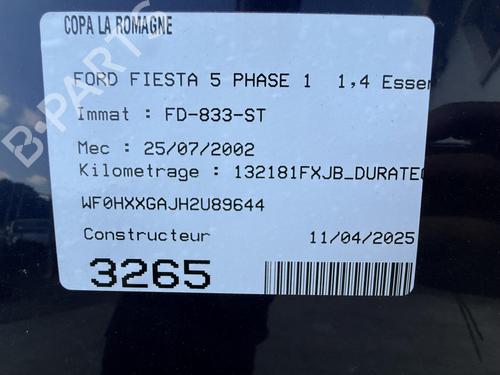 COPA LA ROMAGNE
FORD FIESTA 5 PHASE 1 1,4 Essen
Immat : FD-833-ST
Mec : 25/07/2002
Kilometrage : 132181FXJB_DURATEC
WF0HXXGAJH2U89644
Constructeur 11/04/2025
3265
B-PARTS